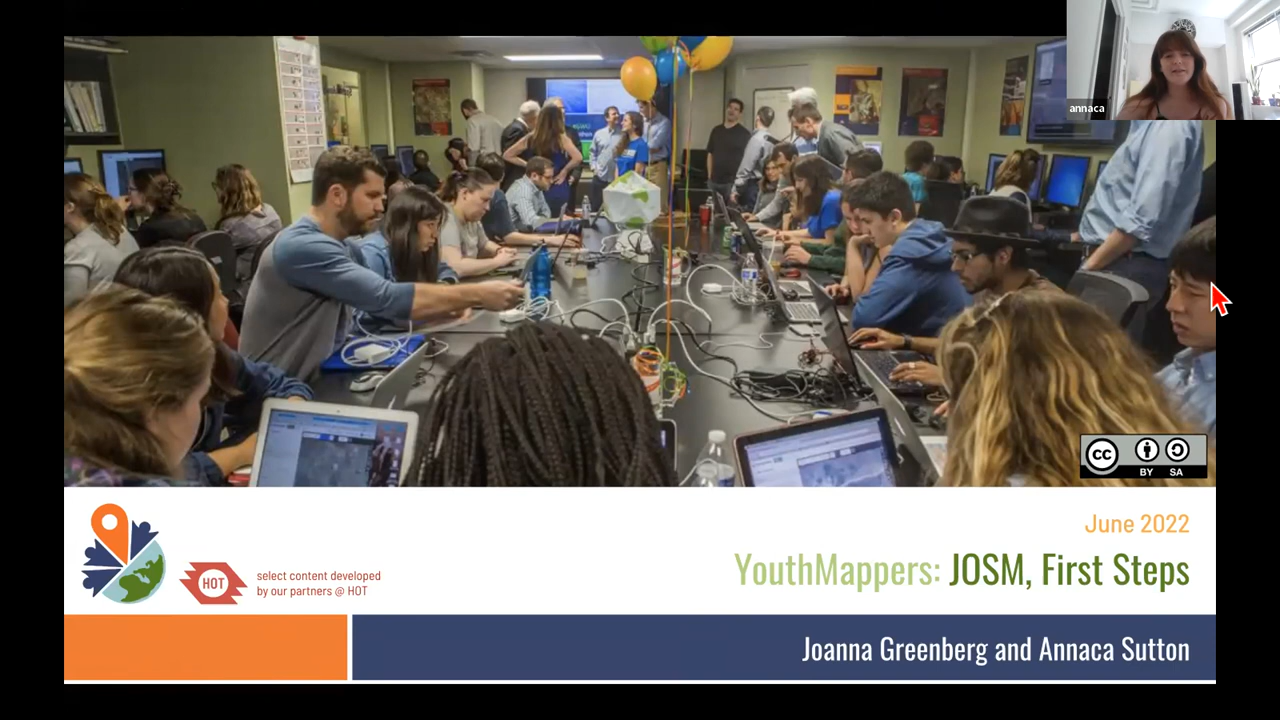 annaca
CC
BY SA
June 2022
YouthMappers: JOSM, First Steps
HOT
select content developed
by our partners @ HOT
Joanna Greenberg and Annaca Sutton